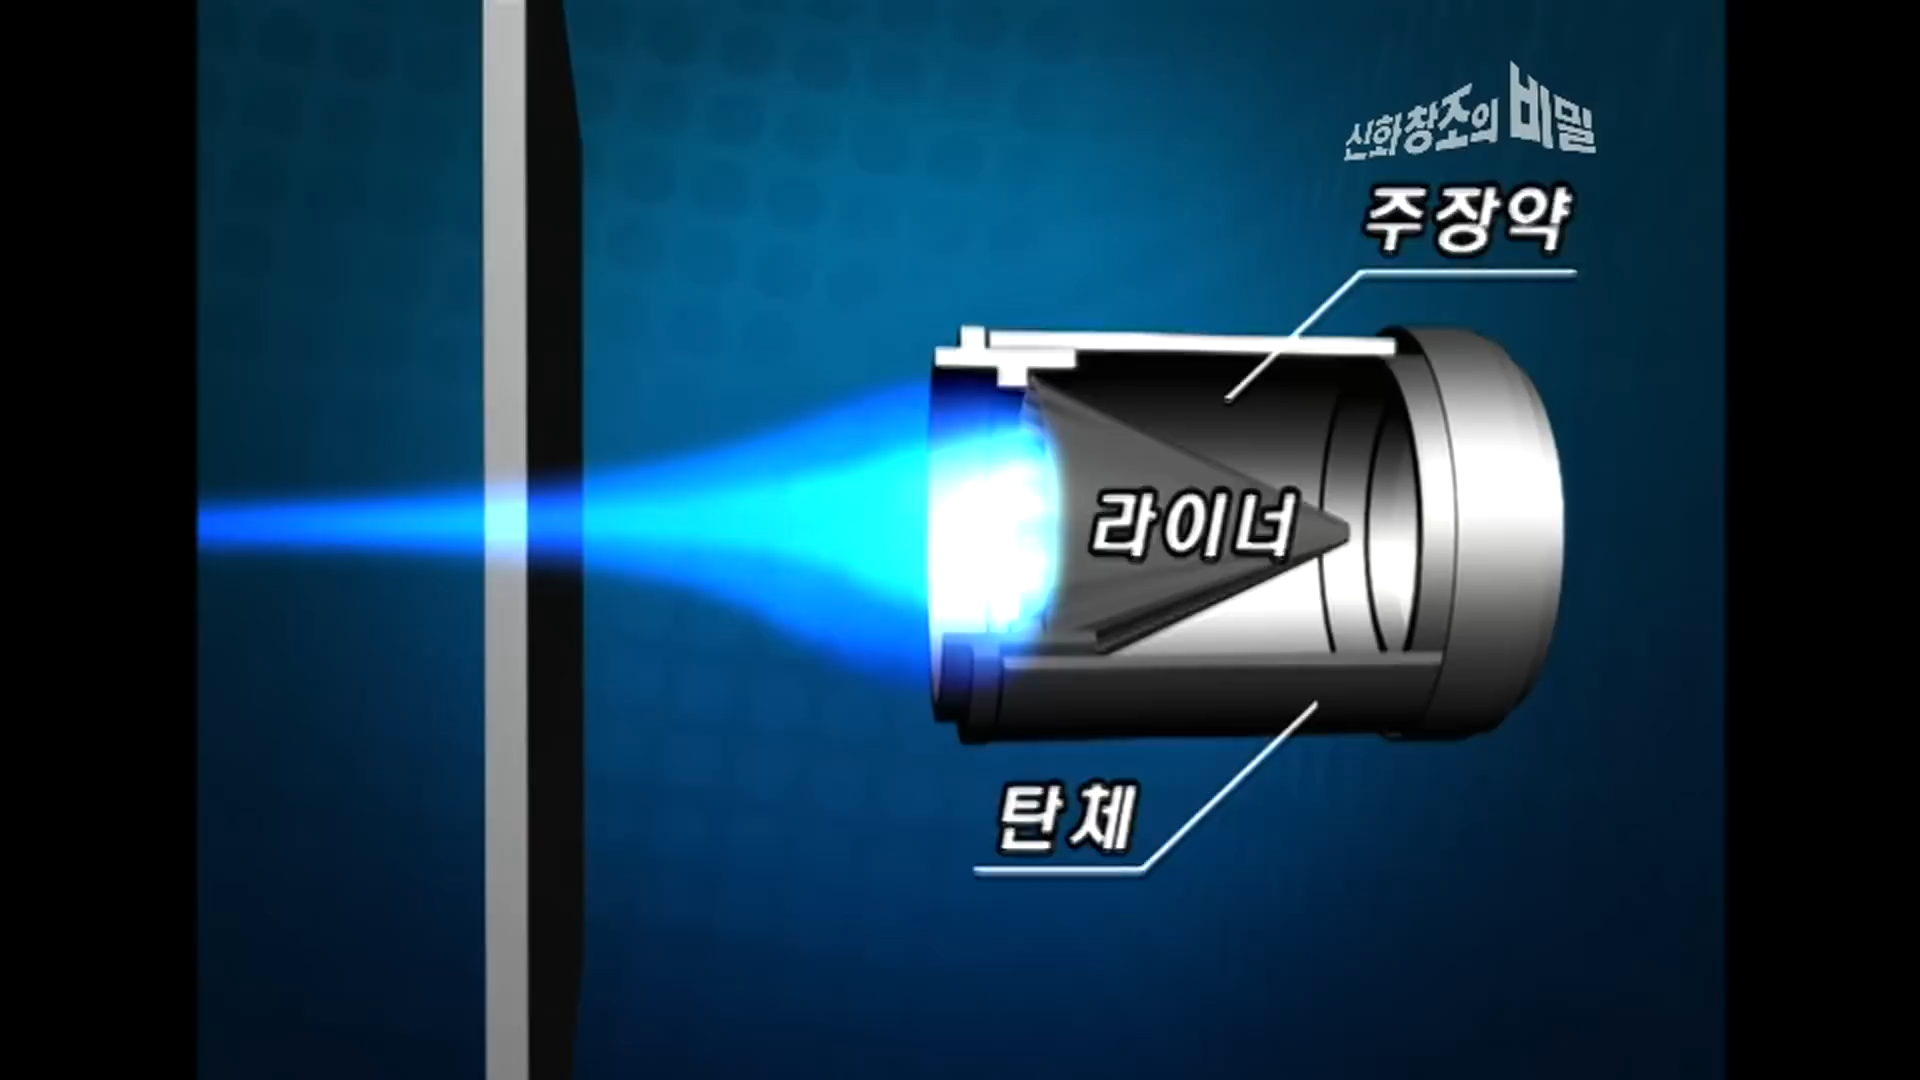 신화창조의 비밀
주장약
라이너
탄체